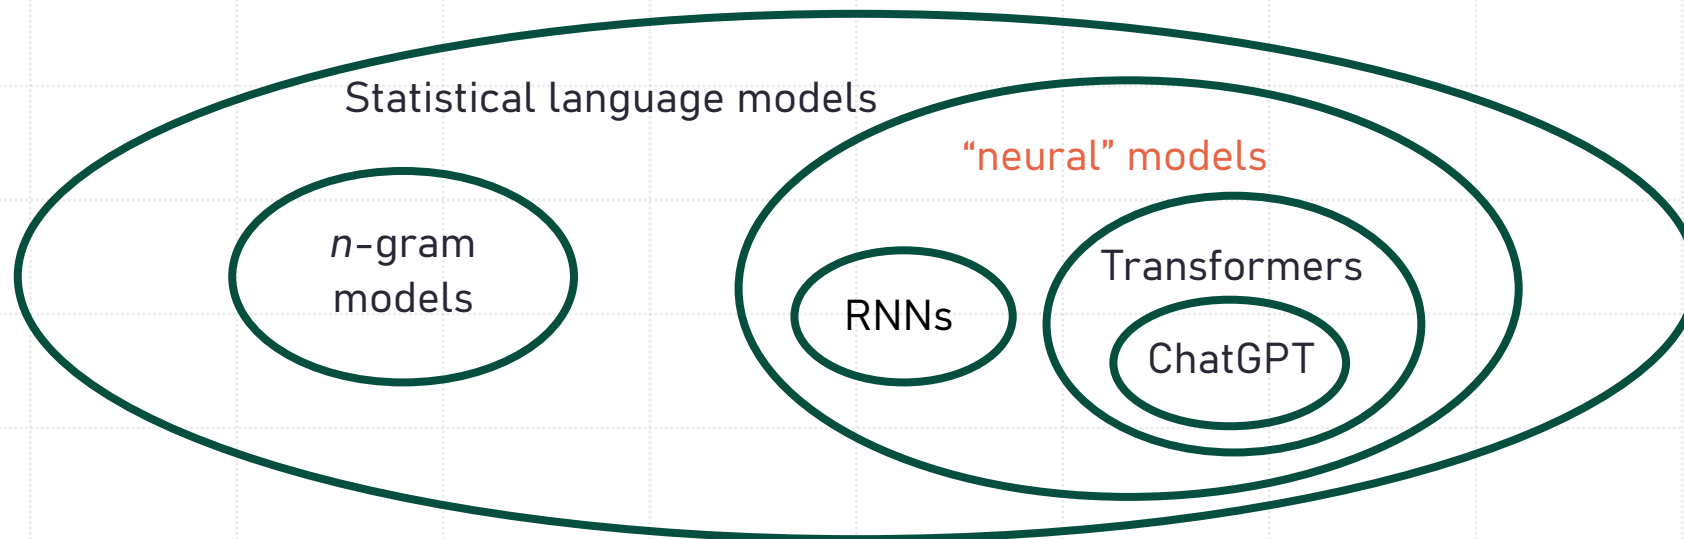 Statistical language models
“neural” models
n-gram
models
RNNs
Transformers
ChatGPT